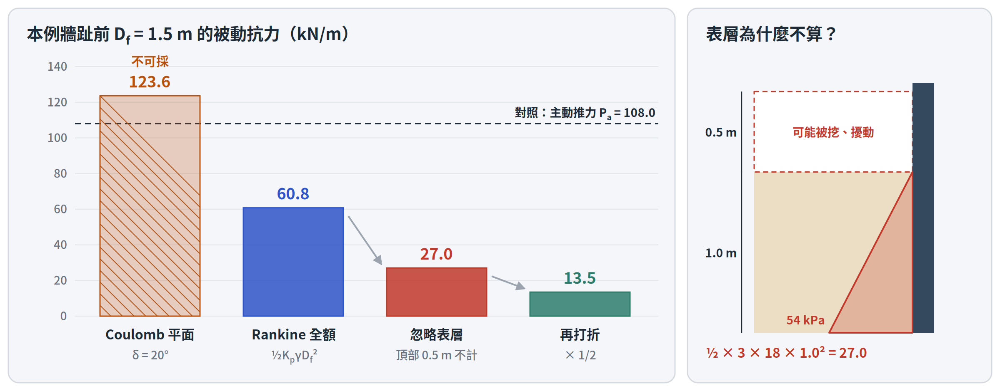 本例牆趾前 Df = 1.5 m 的被動抗力（kN/m）
不可採
123.6
對照：主動推力 Pa = 108.0
60.8
27.0
13.5
140
120
100
80
60
40
20
0
Coulomb 平面
δ = 20°
Rankine 全額
½KpγDf²
忽略表層
頂部 0.5 m 不計
再打折
× 1/2
表層為什麼不算？
0.5 m
可能被挖、擾動
1.0 m
54 kPa
½ × 3 × 18 × 1.0² = 27.0